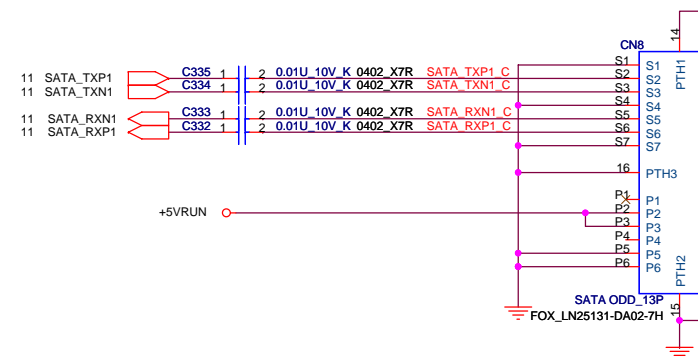 14
CN8
PTH1
S1 S1
C335 1 2 0.01U_10V_K 0402_X7R SATA_TXP1_C S2 S2
11 SATA_TXP1
C334 1 2 0.01U_10V_K 0402_X7R SATA_TXN1_C S3 S3
11 SATA_TXN1
S4 S4
C333 1 2 0.01U_10V_K 0402_X7R SATA_RXN1_C S5 S5
11 SATA_RXN1
C332 1 2 0.01U_10V_K 0402_X7R SATA_RXP1_C S6 S6
11 SATA_RXP1
S7 S7
16 PTH3
P1 P1
+5VRUN P2 P2
P3 P3
P4 P4
P5 P5
P6 P6
PTH2
SATA ODD_13P
15
FOX_LN25131-DA02-7H